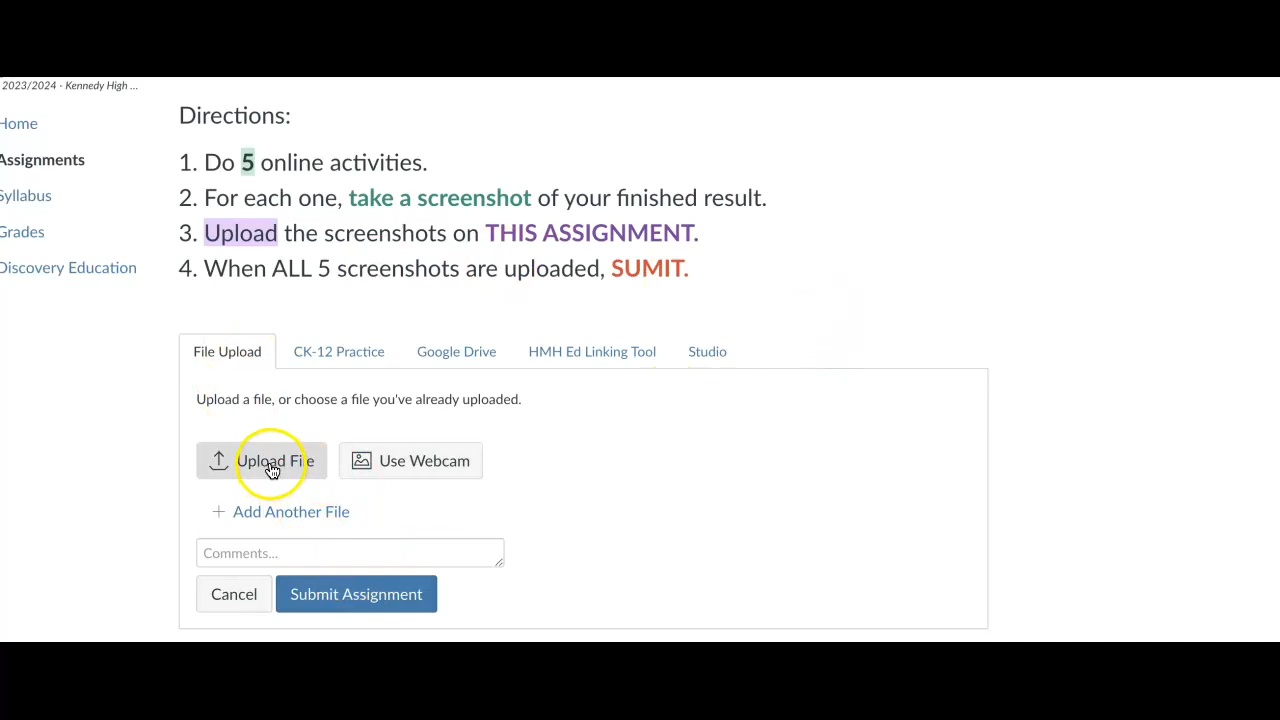 2023/2024 - Kennedy High ...
Home
Assignments
Syllabus
Grades
Discovery Education
Directions:
1. Do 5 online activities.
2. For each one, take a screenshot of your finished result.
3. Upload the screenshots on THIS ASSIGNMENT.
4. When ALL 5 screenshots are uploaded, SUMIT.
File Upload CK-12 Practice Google Drive HMH Ed Linking Tool Studio
Upload a file, or choose a file you've already uploaded.
Upload File Use Webcam
+ Add Another File
Comments...
Cancel Submit Assignment